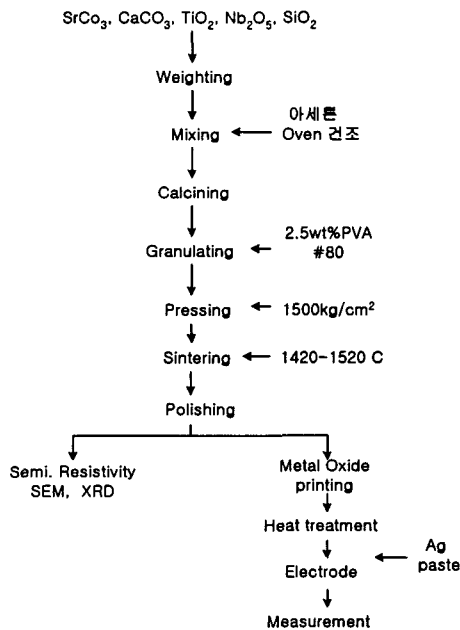 SrCo₃, CaCO₃, TiO₂, Nb₂O₅, SiO₂
Weighting
Mixing
아세톤
Oven 건조
Calcining
Granulating
2.5wt%PVA
#80
Pressing
1500kg/cm²
Sintering
1420-1520 C
Polishing
Semi. Resistivity
SEM, XRD
Metal Oxide
printing
Heat treatment
Electrode
Ag
paste
Measurement